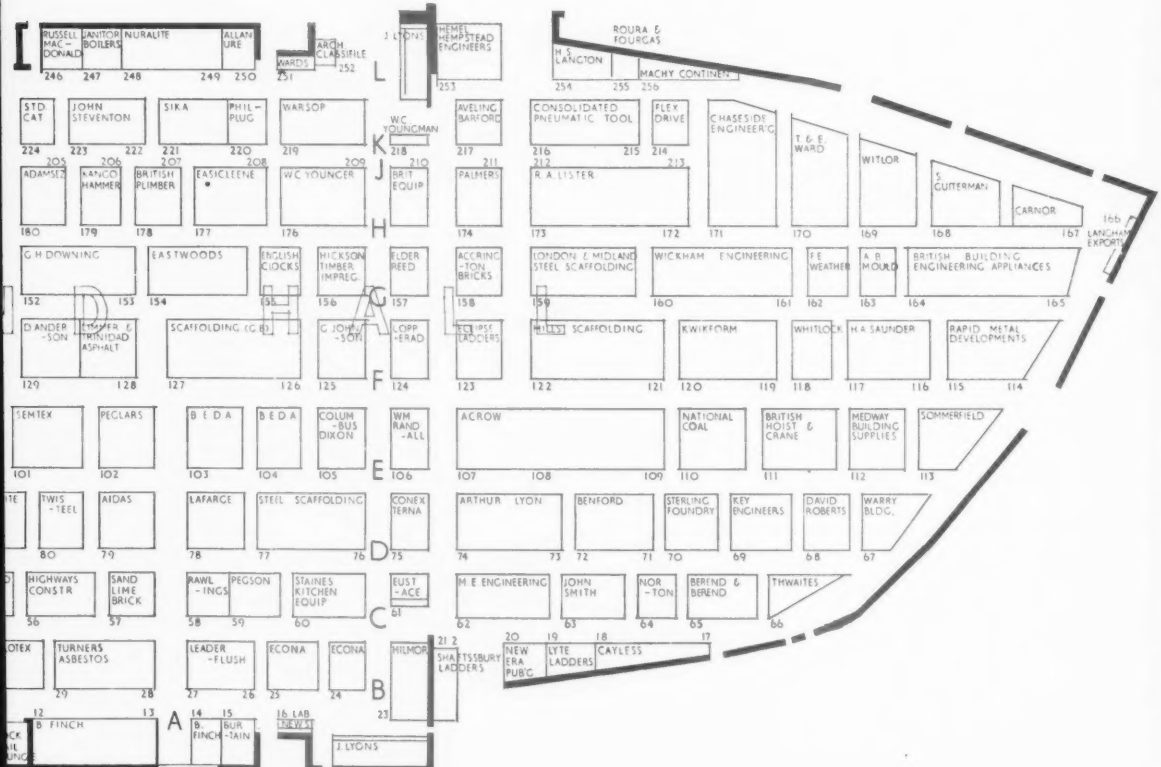 ROURA &
FOURGAS
RUSSELL
MAC-
DONALD
JANITOR
BOILERS
NURALITE
ALLAN
URE
WARDS
ARCH
CLASSIFILE
J LYONS
HEMEL
HEMPSTEAD
ENGINEERS
H.S.
LANGTON
MACHY CONTINEN
246 247 248 249 250 251 252 L 253 254 255 256
STD.
CAT
JOHN
STEVENTON
SIKA
PHIL-
PLUG
WARSOP
W.C
YOUNGMAN
AVELING
BARFORD
CONSOLIDATED
PNEUMATIC TOOL
FLEX
DRIVE
CHASESIDE
ENGINEER'G
T. & E.
WARD
WITLOR
S.
GUITERMAN
CARNOR
224 223 222 221 220 219 K 218 217 216 215 214
205 206 207 208 209 J 210 211 212 213
ADAMSEZ
KANGO
HAMMER
BRITISH
PLIMBER
EASICLEENE
W C YOUNGER
BRIT
EQUIP
PALMERS
R. A. LISTER
180 179 178 177 176 H 174 173 172 171 170 169 168 167 166
LANGHAM
EXPORTS
G H DOWNING
EASTWOODS
ENGLISH
CLOCKS
HICKSON
TIMBER
IMPREG.
ELDER
REED
ACCRING
-TON
BRICKS
LONDON & MIDLAND
STEEL SCAFFOLDING
WICKHAM ENGINEERING
F E
WEATHER
A B
MOULD
BRITISH BUILDING
ENGINEERING APPLIANCES
152 153 154 155 156 G 157 158 159 160 161 162 163 164 165
D HALL
D. ANDER
-SON
LIMMER &
TRINIDAD
ASPHALT
SCAFFOLDING (G.B)
G JOHN
-SON
LOPP
-ERAD
ECLIPSE
LADDERS
MILLS SCAFFOLDING
KWIKFORM
WHITLOCK
H.A SAUNDER
RAPID METAL
DEVELOPMENTS
129 128 127 126 125 F 124 123 122 121 120 119 118 117 116 115 114
SEMTEX
PEGLARS
B E D A
B E D A
COLUM
-BUS
DIXON
WM
RAND
-ALL
ACROW
NATIONAL
COAL
BRITISH
HOIST &
CRANE
MEDWAY
BUILDING
SUPPLIES
SOMMERFIELD
101 102 103 104 105 E 106 107 108 109 110 111 112 113
TWIS
-TEEL
AIDAS
LAFARGE
STEEL SCAFFOLDING
CONEX
TERNA
ARTHUR LYON
BENFORD
STERLING
FOUNDRY
KEY
ENGINEERS
DAVID
ROBERTS
WARRY
BLDG.
80 79 78 77 76 D 75 74 73 72 71 70 69 68 67
HIGHWAYS
CONSTR
SAND
LIME
BRICK
RAWL
-INGS
PEGSON
STAINES
KITCHEN
EQUIP
EUST
-ACE
M E ENGINEERING
JOHN
SMITH
NOR
-TON
BEREND &
BEREND
THWAITES
56 57 58 59 60 C 61 62 63 64 65 66
TURNERS
ASBESTOS
LEADER
-FLUSH
ECONA
ECONA
HILMOR
21 2
SHAFTSSBURY
LADDERS
20 19 18 17
NEW
ERA
PUB'G
LYTE
LADDERS
CAYLESS
29 28 27 26 25 24 B 23
12 13 A 14 15 16 LAB
NEWS
B FINCH
B.
FINCH
BUR
-TAIN
J. LYONS